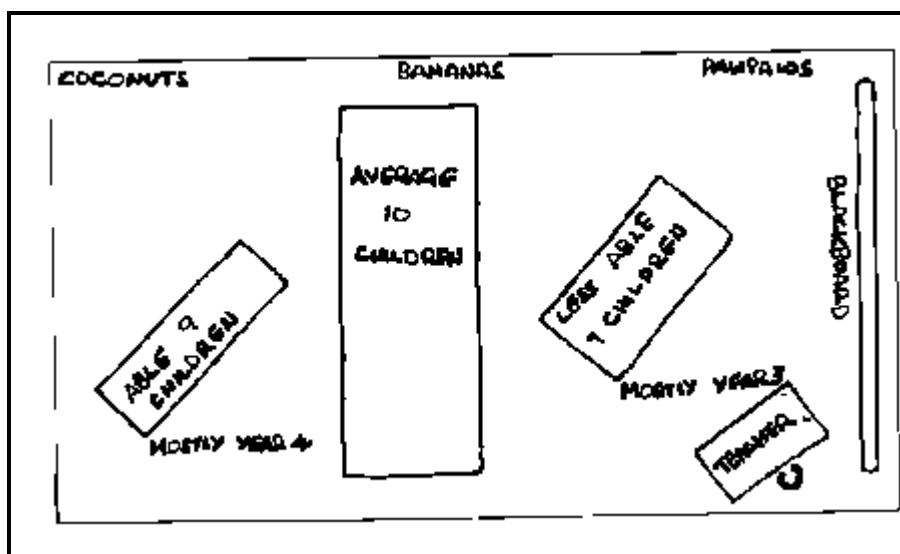 COCONUTS
BANANAS
PAWPAWS
AVERAGE
10
CHILDREN
ABLE 9
CHILDREN
MOSTLY YEAR 4
LESS ABLE
7 CHILDREN
MOSTLY YEAR 3
TEACHER
BLACKBOARD